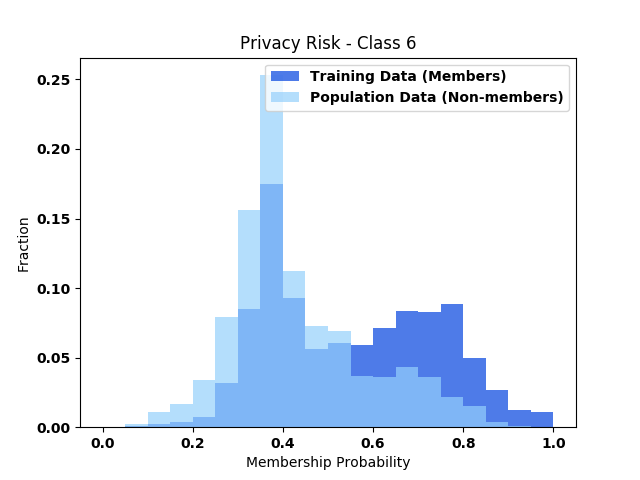 Privacy Risk - Class 6
Training Data (Members)
Population Data (Non-members)
0.25
0.20
0.15
0.10
0.05
0.00
Fraction
0.0 0.2 0.4 0.6 0.8 1.0
Membership Probability